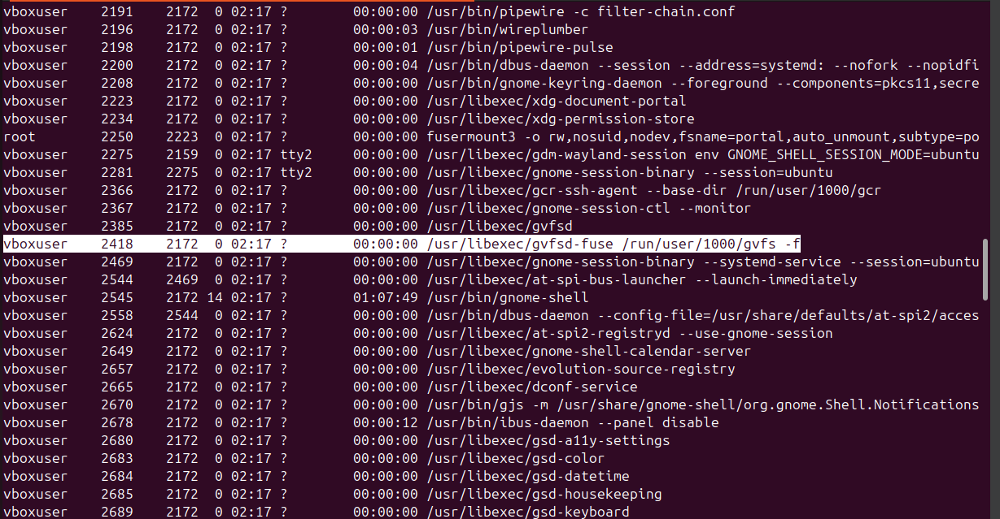 vboxuser 2191 2172 0 02:17 ? 00:00:00 /usr/bin/pipewire -c filter-chain.conf
vboxuser 2196 2172 0 02:17 ? 00:00:03 /usr/bin/wireplumber
vboxuser 2198 2172 0 02:17 ? 00:00:01 /usr/bin/pipewire-pulse
vboxuser 2200 2172 0 02:17 ? 00:00:04 /usr/bin/dbus-daemon --session --address=systemd: --nofork --nopidfi
vboxuser 2208 2172 0 02:17 ? 00:00:00 /usr/bin/gnome-keyring-daemon --foreground --components=pkcs11,secre
vboxuser 2223 2172 0 02:17 ? 00:00:00 /usr/libexec/xdg-document-portal
vboxuser 2234 2172 0 02:17 ? 00:00:00 /usr/libexec/xdg-permission-store
root 2250 2223 0 02:17 ? 00:00:00 fusermount3 -o rw,nosuid,nodev,fsname=portal,auto_unmount,subtype=po
vboxuser 2275 2159 0 02:17 tty2 00:00:00 /usr/libexec/gdm-wayland-session env GNOME_SHELL_SESSION_MODE=ubuntu
vboxuser 2281 2275 0 02:17 tty2 00:00:00 /usr/libexec/gnome-session-binary --session=ubuntu
vboxuser 2366 2172 0 02:17 ? 00:00:00 /usr/libexec/gcr-ssh-agent --base-dir /run/user/1000/gcr
vboxuser 2367 2172 0 02:17 ? 00:00:00 /usr/libexec/gnome-session-ctl --monitor
vboxuser 2385 2172 0 02:17 ? 00:00:00 /usr/libexec/gvfsd
vboxuser 2418 2172 0 02:17 ? 00:00:00 /usr/libexec/gvfsd-fuse /run/user/1000/gvfs -f
vboxuser 2469 2172 0 02:17 ? 00:00:00 /usr/libexec/gnome-session-binary --systemd-service --session=ubuntu
vboxuser 2544 2469 0 02:17 ? 00:00:00 /usr/libexec/at-spi-bus-launcher --launch-immediately
vboxuser 2545 2172 14 02:17 ? 01:07:49 /usr/bin/gnome-shell
vboxuser 2558 2544 0 02:17 ? 00:00:00 /usr/bin/dbus-daemon --config-file=/usr/share/defaults/at-spi2/acces
vboxuser 2624 2172 0 02:17 ? 00:00:00 /usr/libexec/at-spi2-registryd --use-gnome-session
vboxuser 2649 2172 0 02:17 ? 00:00:00 /usr/libexec/gnome-shell-calendar-server
vboxuser 2657 2172 0 02:17 ? 00:00:00 /usr/libexec/evolution-source-registry
vboxuser 2665 2172 0 02:17 ? 00:00:00 /usr/libexec/dconf-service
vboxuser 2670 2172 0 02:17 ? 00:00:00 /usr/bin/gjs -m /usr/share/gnome-shell/org.gnome.Shell.Notifications
vboxuser 2678 2172 0 02:17 ? 00:00:12 /usr/bin/ibus-daemon --panel disable
vboxuser 2680 2172 0 02:17 ? 00:00:00 /usr/libexec/gsd-a11y-settings
vboxuser 2683 2172 0 02:17 ? 00:00:00 /usr/libexec/gsd-color
vboxuser 2684 2172 0 02:17 ? 00:00:00 /usr/libexec/gsd-datetime
vboxuser 2685 2172 0 02:17 ? 00:00:00 /usr/libexec/gsd-housekeeping
vboxuser 2689 2172 0 02:17 ? 00:00:00 /usr/libexec/gsd-keyboard